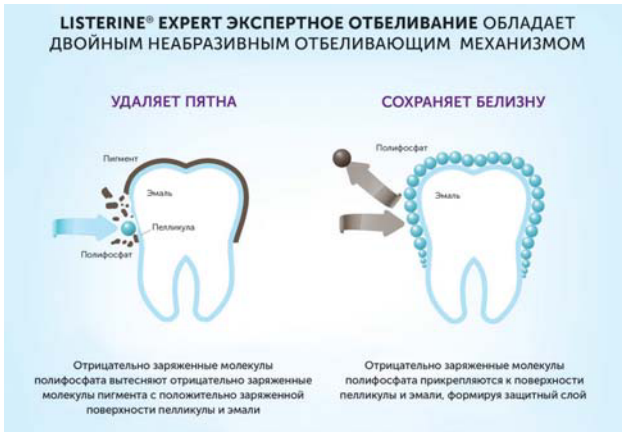 LISTERINE® EXPERT ЭКСПЕРТНОЕ ОТБЕЛИВАНИЕ ОБЛАДАЕТ
ДВОЙНЫМ НЕАБРАЗИВНЫМ ОТБЕЛИВАЮЩИМ МЕХАНИЗМОМ
УДАЛЯЕТ ПЯТНА
Пигмент
Эмаль
Пелликула
Полифосфат
Отрицательно заряженные молекулы
полифосфата вытесняют отрицательно заряженные
молекулы пигмента с положительно заряженной
поверхности пелликулы и эмали
СОХРАНЯЕТ БЕЛИЗНУ
Полифосфат
Эмаль
Отрицательно заряженные молекулы
полифосфата прикрепляются к поверхности
пелликулы и эмали, формируя защитный слой